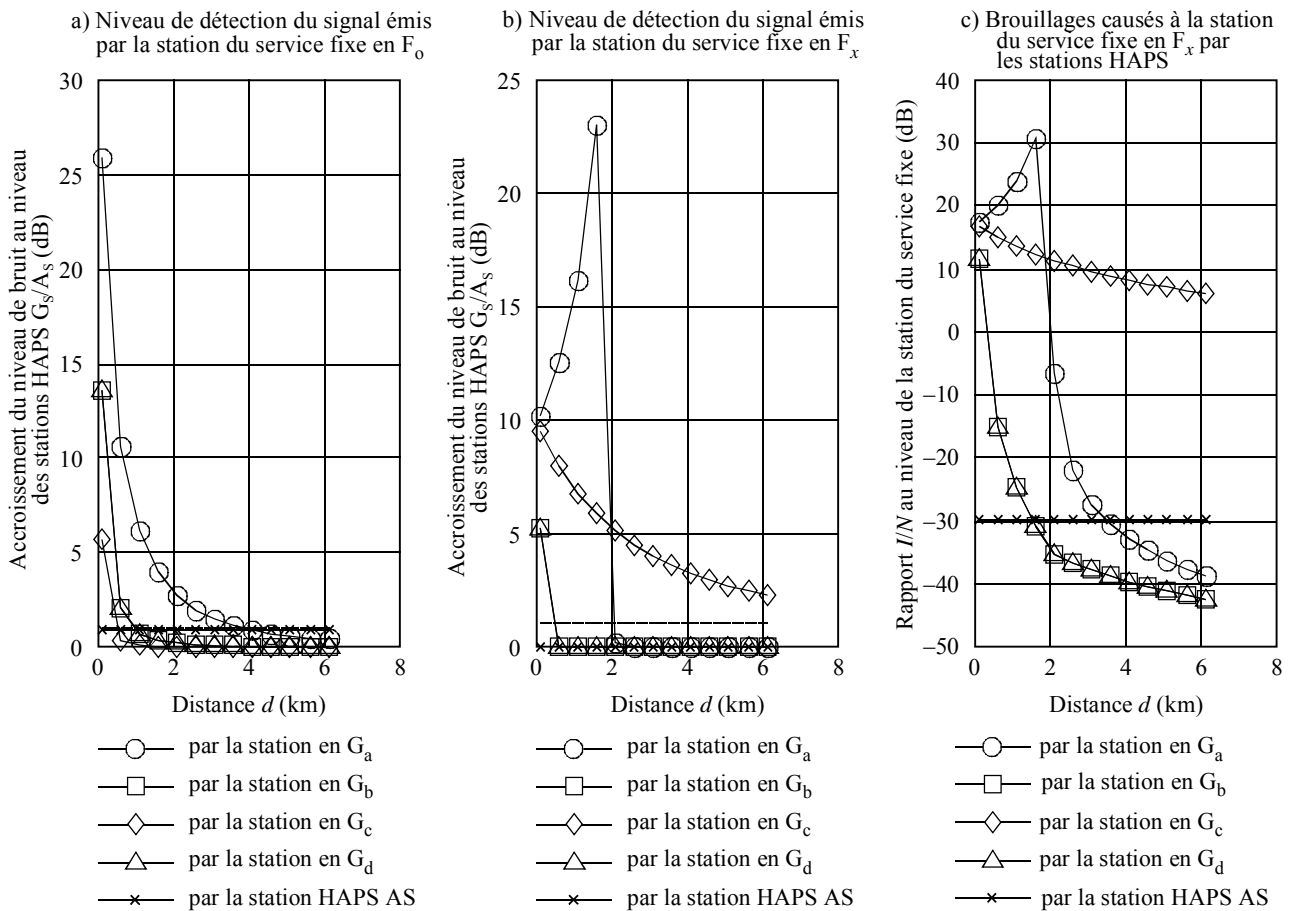 a) Niveau de détection du signal émis
par la station du service fixe en Fo
30
25
20
15
10
5
0
Accroissement du niveau de bruit au niveau
des stations HAPS Gs/As (dB)
0 2 4 6 8
Distance d (km)
par la station en Ga
par la station en Gb
par la station en Gc
par la station en Gd
par la station HAPS AS
b) Niveau de détection du signal émis
par la station du service fixe en Fx
25
20
15
10
5
0
Accroissement du niveau de bruit au niveau
des stations HAPS Gs/As (dB)
0 2 4 6 8
Distance d (km)
par la station en Ga
par la station en Gb
par la station en Gc
par la station en Gd
par la station HAPS AS
c) Brouillages causés à la station
du service fixe en Fx par
les stations HAPS
40
30
20
10
0
–10
–20
–30
–40
–50
Rapport I/N au niveau de la station du service fixe (dB)
0 2 4 6 8
Distance d (km)
par la station en Ga
par la station en Gb
par la station en Gc
par la station en Gd
par la station HAPS AS